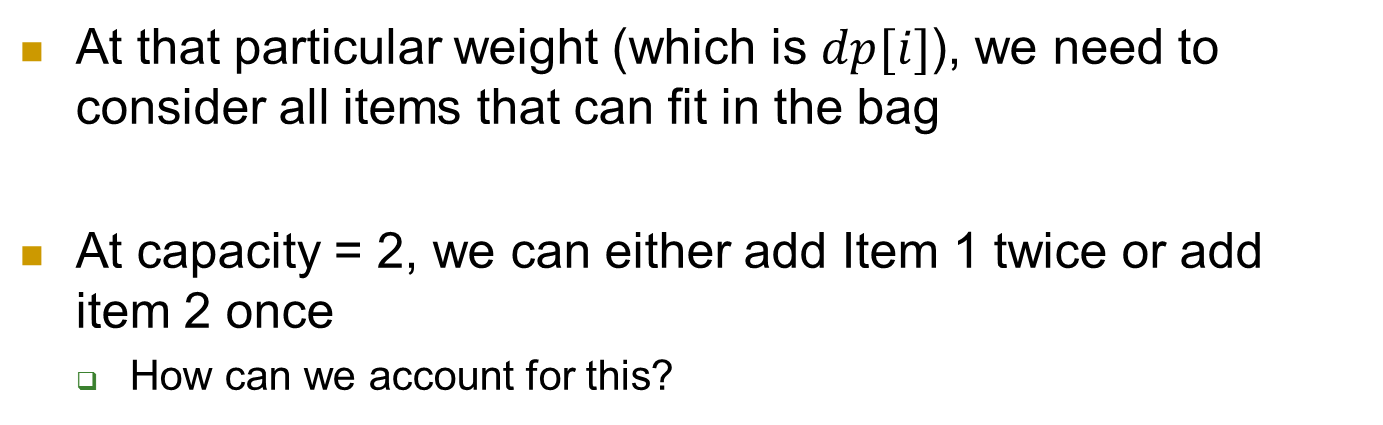 At that particular weight (which is 𝑑𝑝[𝑖]), we need to
consider all items that can fit in the bag
At capacity = 2, we can either add Item 1 twice or add
item 2 once
How can we account for this?